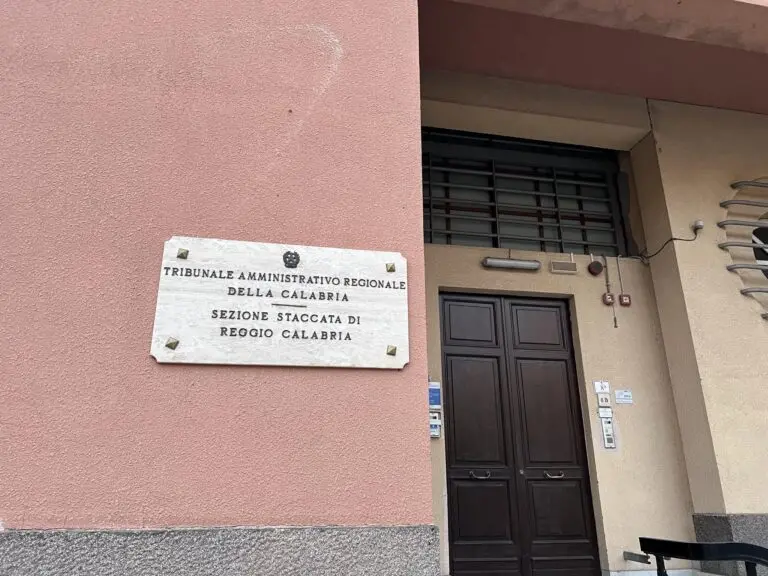 TRIBUNALE AMMINISTRATIVO REGIONALE
DELLA CALABRIA
SEZIONE STACCATA DI
REGGIO CALABRIA